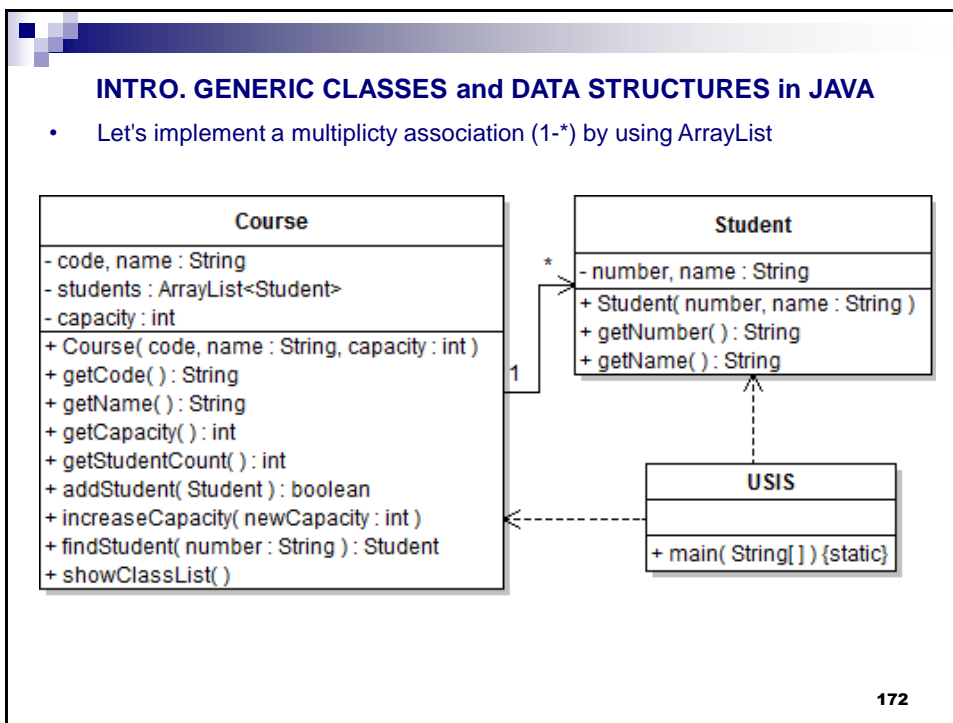 INTRO. GENERIC CLASSES and DATA STRUCTURES in JAVA
• Let's implement a multiplicty association (1-*) by using ArrayList
Course
- code, name : String
- students : ArrayList<Student>
- capacity : int
+ Course( code, name : String, capacity : int )
+ getCode( ) : String
+ getName( ) : String
+ getCapacity( ) : int
+ getStudentCount( ) : int
+ addStudent( Student ) : boolean
+ increaseCapacity( newCapacity : int )
+ findStudent( number : String ) : Student
+ showClassList( )
1
*
Student
- number, name : String
+ Student( number, name : String )
+ getNumber( ) : String
+ getName( ) : String
USIS
+ main( String[ ] ) {static}
172